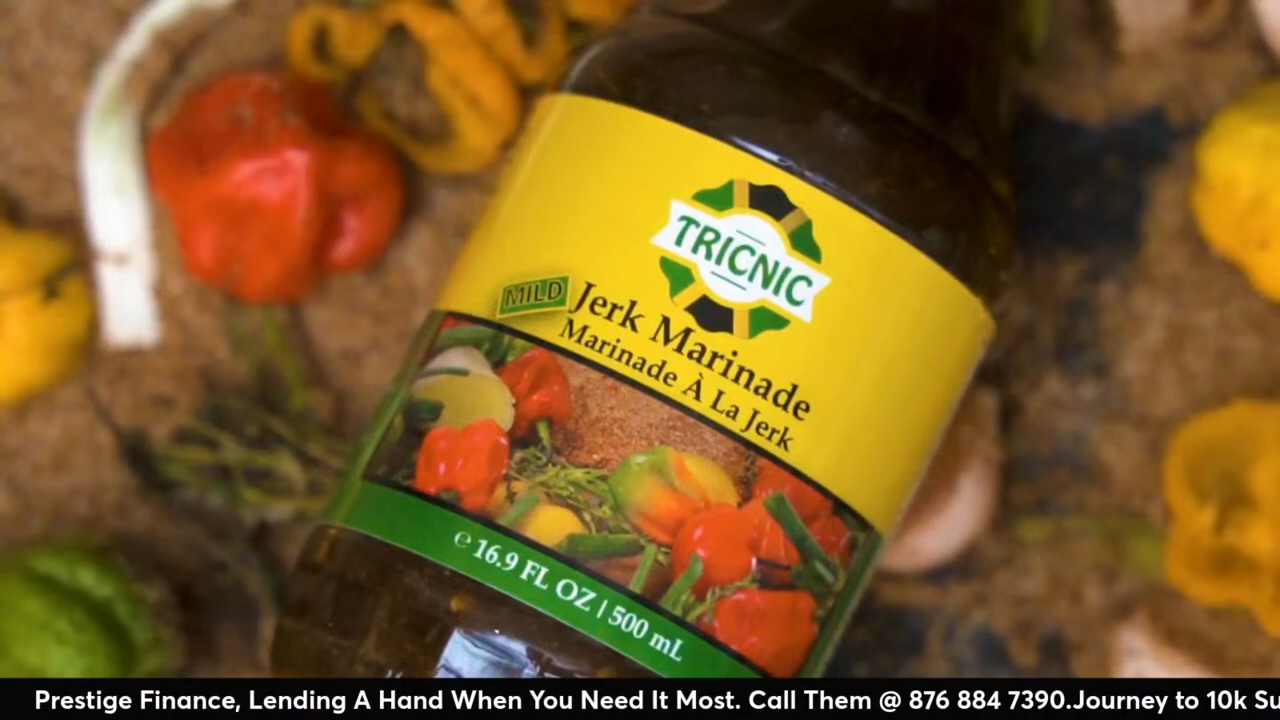 TRICNIC
MILD
Jerk Marinade
Marinade À La Jerk
℮ 16.9 FL OZ | 500 mL
Prestige Finance, Lending A Hand When You Need It Most. Call Them @ 876 884 7390.Journey to 10k Su